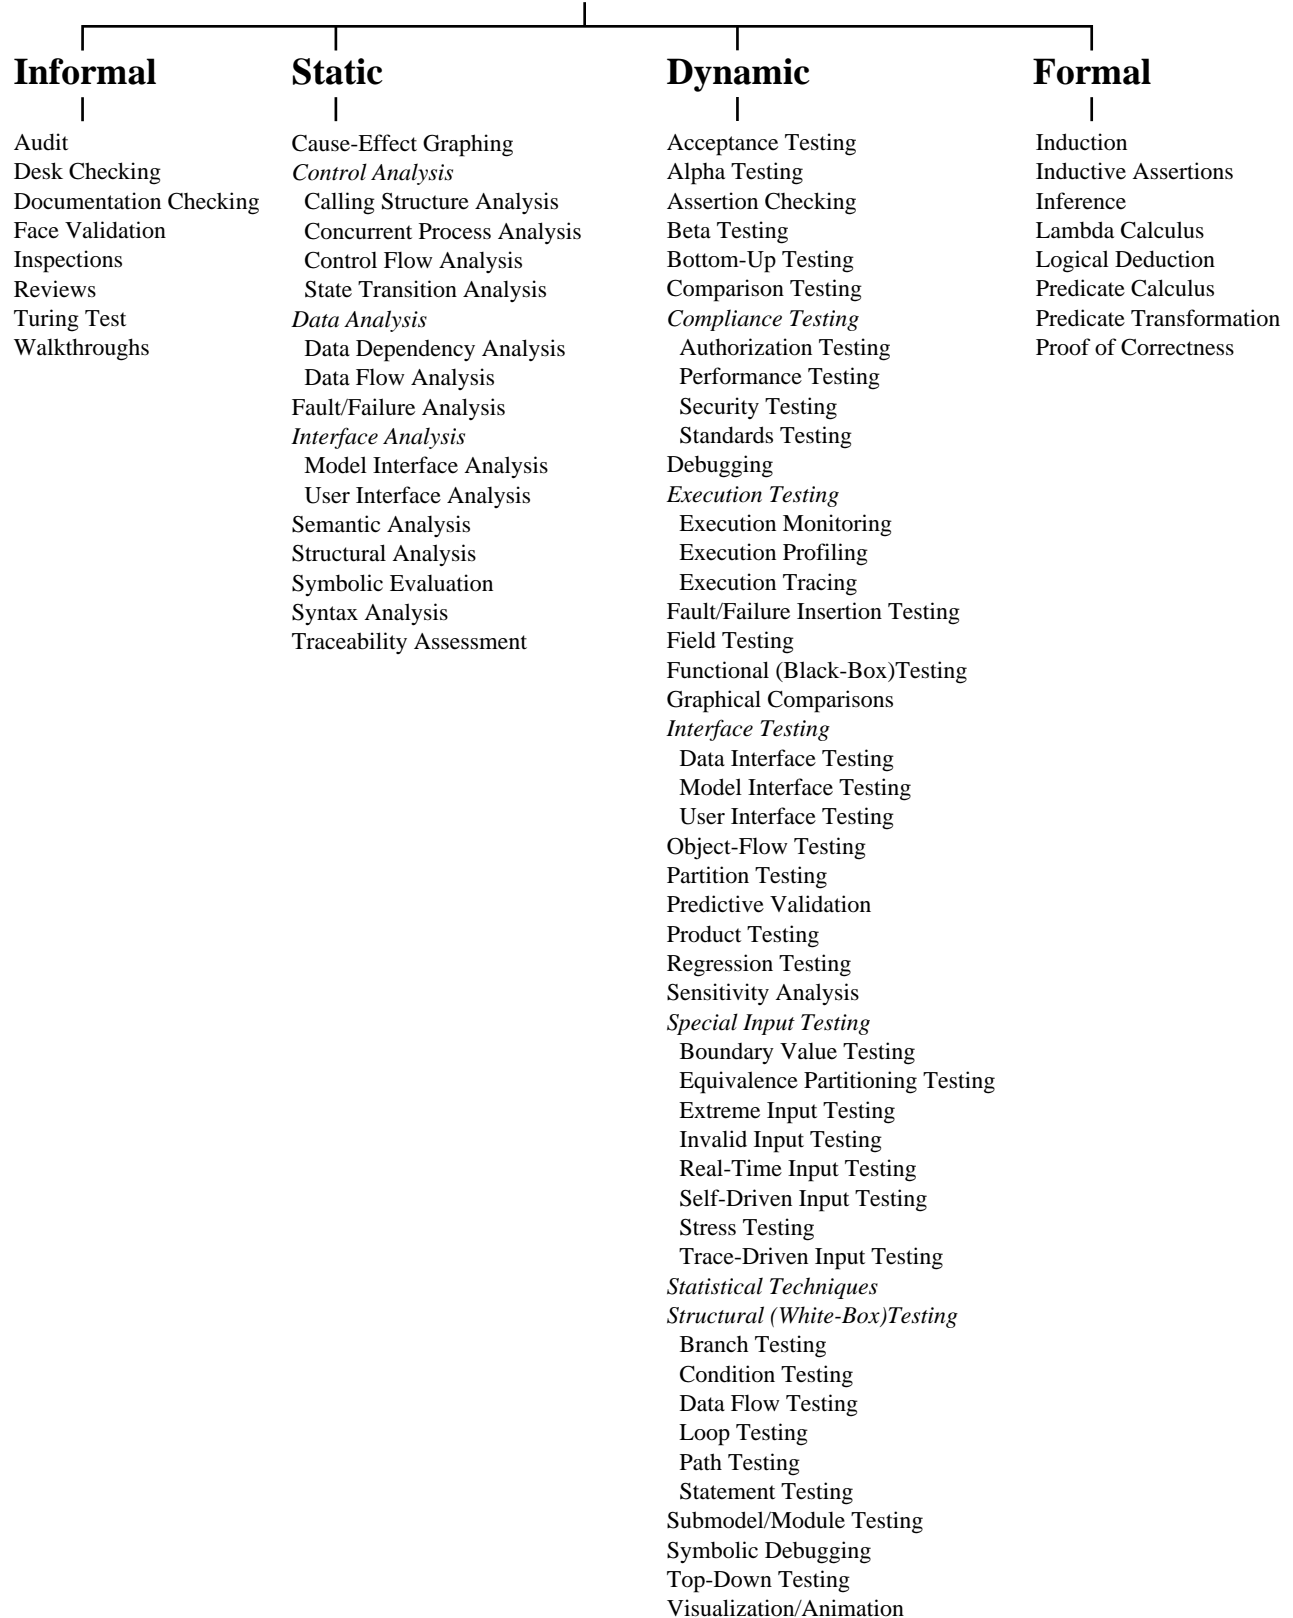 Informal
Audit
Desk Checking
Documentation Checking
Face Validation
Inspections
Reviews
Turing Test
Walkthroughs
Static
Cause-Effect Graphing
Control Analysis
Calling Structure Analysis
Concurrent Process Analysis
Control Flow Analysis
State Transition Analysis
Data Analysis
Data Dependency Analysis
Data Flow Analysis
Fault/Failure Analysis
Interface Analysis
Model Interface Analysis
User Interface Analysis
Semantic Analysis
Structural Analysis
Symbolic Evaluation
Syntax Analysis
Traceability Assessment
Dynamic
Acceptance Testing
Alpha Testing
Assertion Checking
Beta Testing
Bottom-Up Testing
Comparison Testing
Compliance Testing
Authorization Testing
Performance Testing
Security Testing
Standards Testing
Debugging
Execution Testing
Execution Monitoring
Execution Profiling
Execution Tracing
Fault/Failure Insertion Testing
Field Testing
Functional (Black-Box)Testing
Graphical Comparisons
Interface Testing
Data Interface Testing
Model Interface Testing
User Interface Testing
Object-Flow Testing
Partition Testing
Predictive Validation
Product Testing
Regression Testing
Sensitivity Analysis
Special Input Testing
Boundary Value Testing
Equivalence Partitioning Testing
Extreme Input Testing
Invalid Input Testing
Real-Time Input Testing
Self-Driven Input Testing
Stress Testing
Trace-Driven Input Testing
Statistical Techniques
Structural (White-Box)Testing
Branch Testing
Condition Testing
Data Flow Testing
Loop Testing
Path Testing
Statement Testing
Submodel/Module Testing
Symbolic Debugging
Top-Down Testing
Visualization/Animation
Formal
Induction
Inductive Assertions
Inference
Lambda Calculus
Logical Deduction
Predicate Calculus
Predicate Transformation
Proof of Correctness